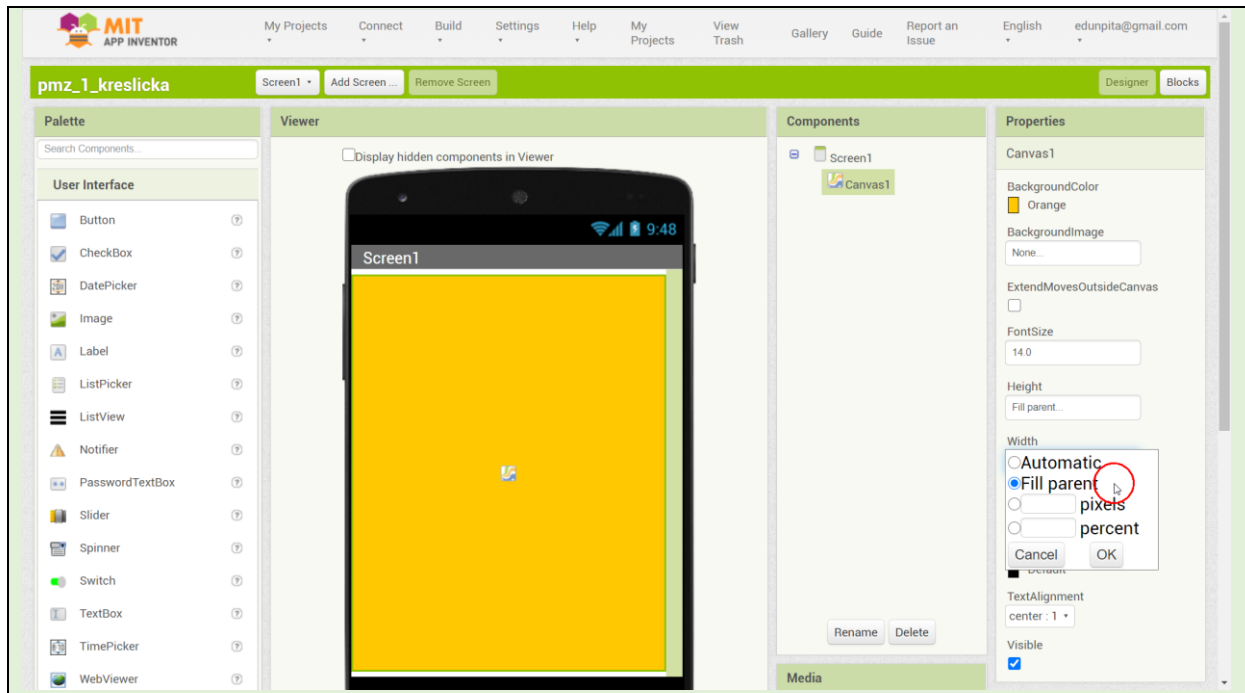 MIT
APP INVENTOR
My Projects
Connect
Build
Settings
Help
My
Projects
View
Trash
Gallery
Guide
Report an
Issue
English
edunpita@gmail.com
pmz_1_kreslicka
Screen1
Add Screen ...
Remove Screen
Designer
Blocks
Palette
Search Components...
User Interface
Button
CheckBox
DatePicker
Image
Label
ListPicker
ListView
Notifier
PasswordTextBox
Slider
Spinner
Switch
TextBox
TimePicker
WebViewer
Viewer
Display hidden components in Viewer
9:48
Screen1
Components
Screen1
Canvas1
Rename
Delete
Media
Properties
Canvas1
BackgroundColor
Orange
BackgroundImage
None...
ExtendMovesOutsideCanvas
FontSize
14.0
Height
Fill parent...
Width
Automatic
Fill parent
pixels
percent
Cancel
OK
Default
TextAlignment
center : 1
Visible